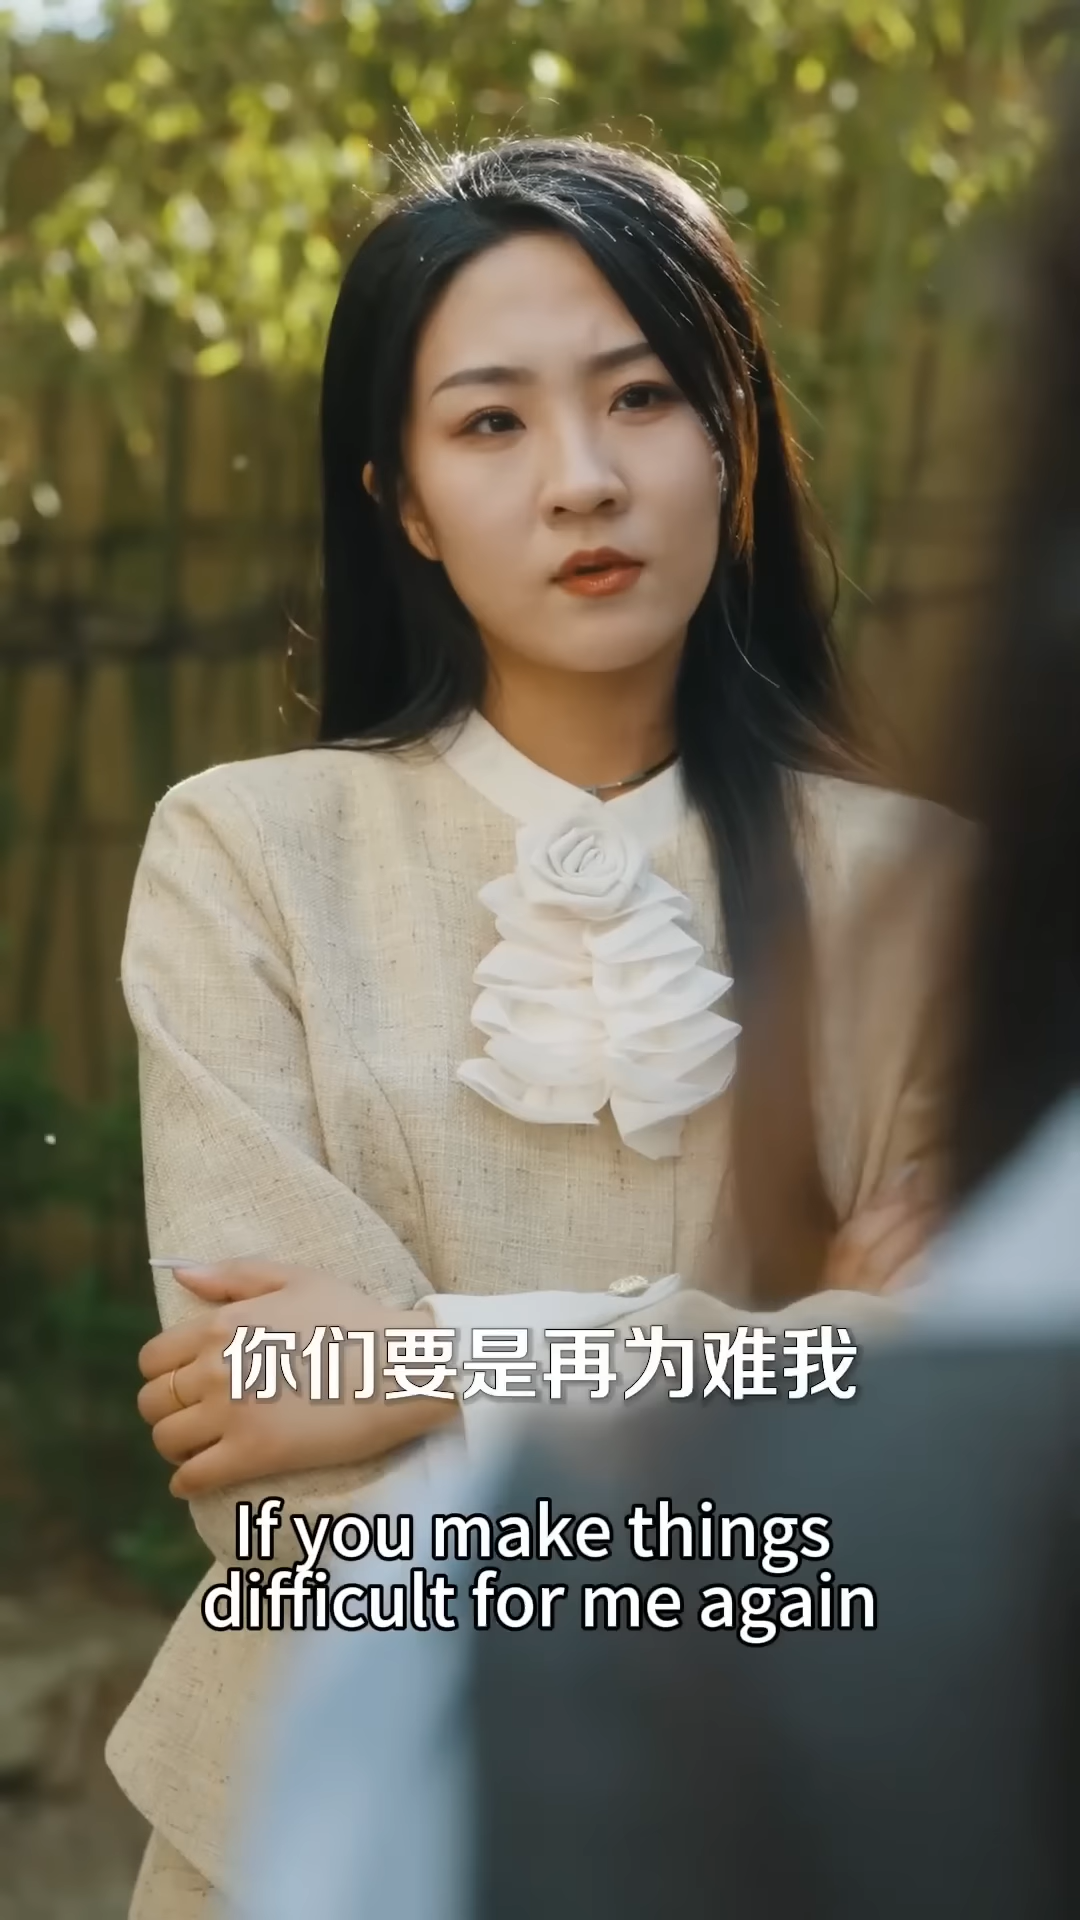 你们要是再为难我
If you make things
difficult for me again